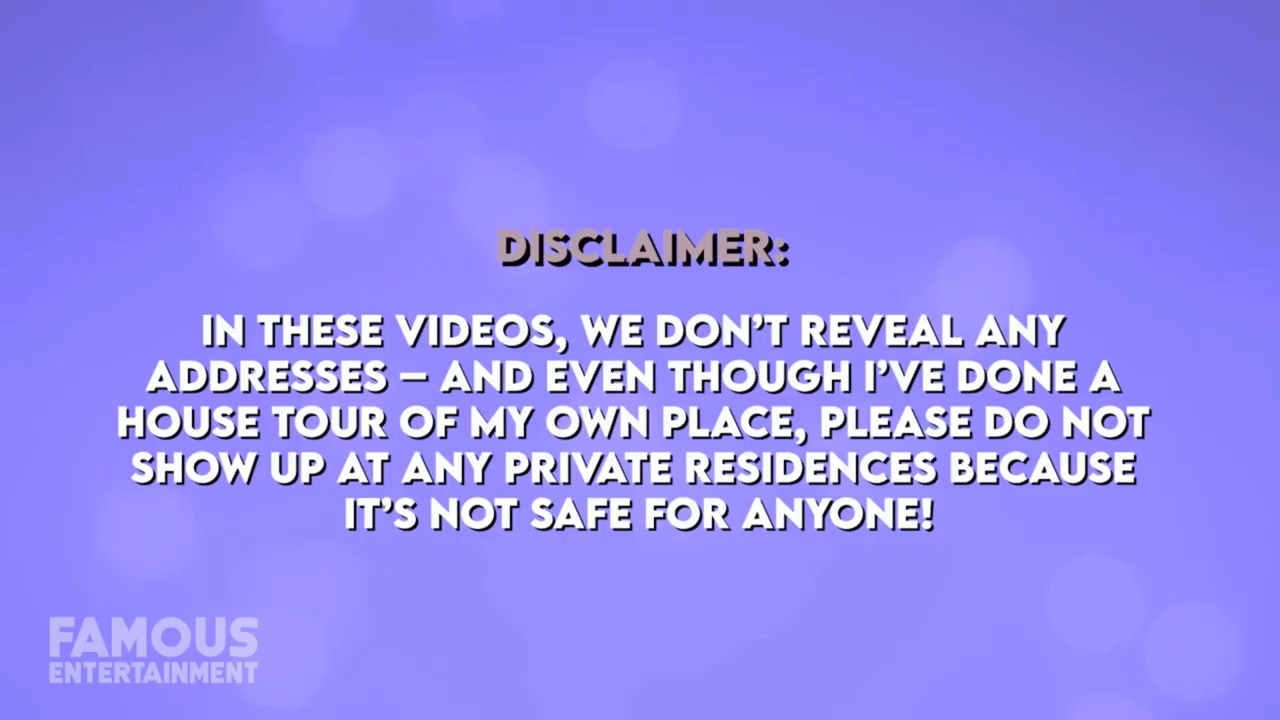 DISCLAIMER:
IN THESE VIDEOS, WE DON'T REVEAL ANY
ADDRESSES – AND EVEN THOUGH I'VE DONE A
HOUSE TOUR OF MY OWN PLACE, PLEASE DO NOT
SHOW UP AT ANY PRIVATE RESIDENCES BECAUSE
IT'S NOT SAFE FOR ANYONE!
FAMOUS
ENTERTAINMENT